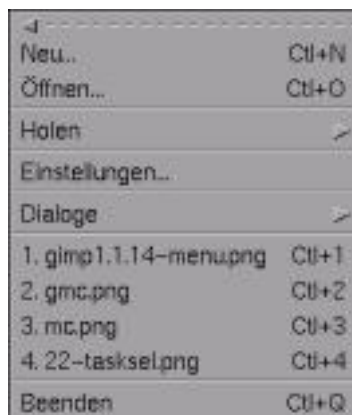 Neu... Ctl+N
Öffnen... Ctl+O
Holen
Einstellungen...
Dialoge
1. gimp1.1.14-menu.png Ctl+1
2. gmc.png Ctl+2
3. mc.png Ctl+3
4. 22-tasksel.png Ctl+4
Beenden Ctl+Q